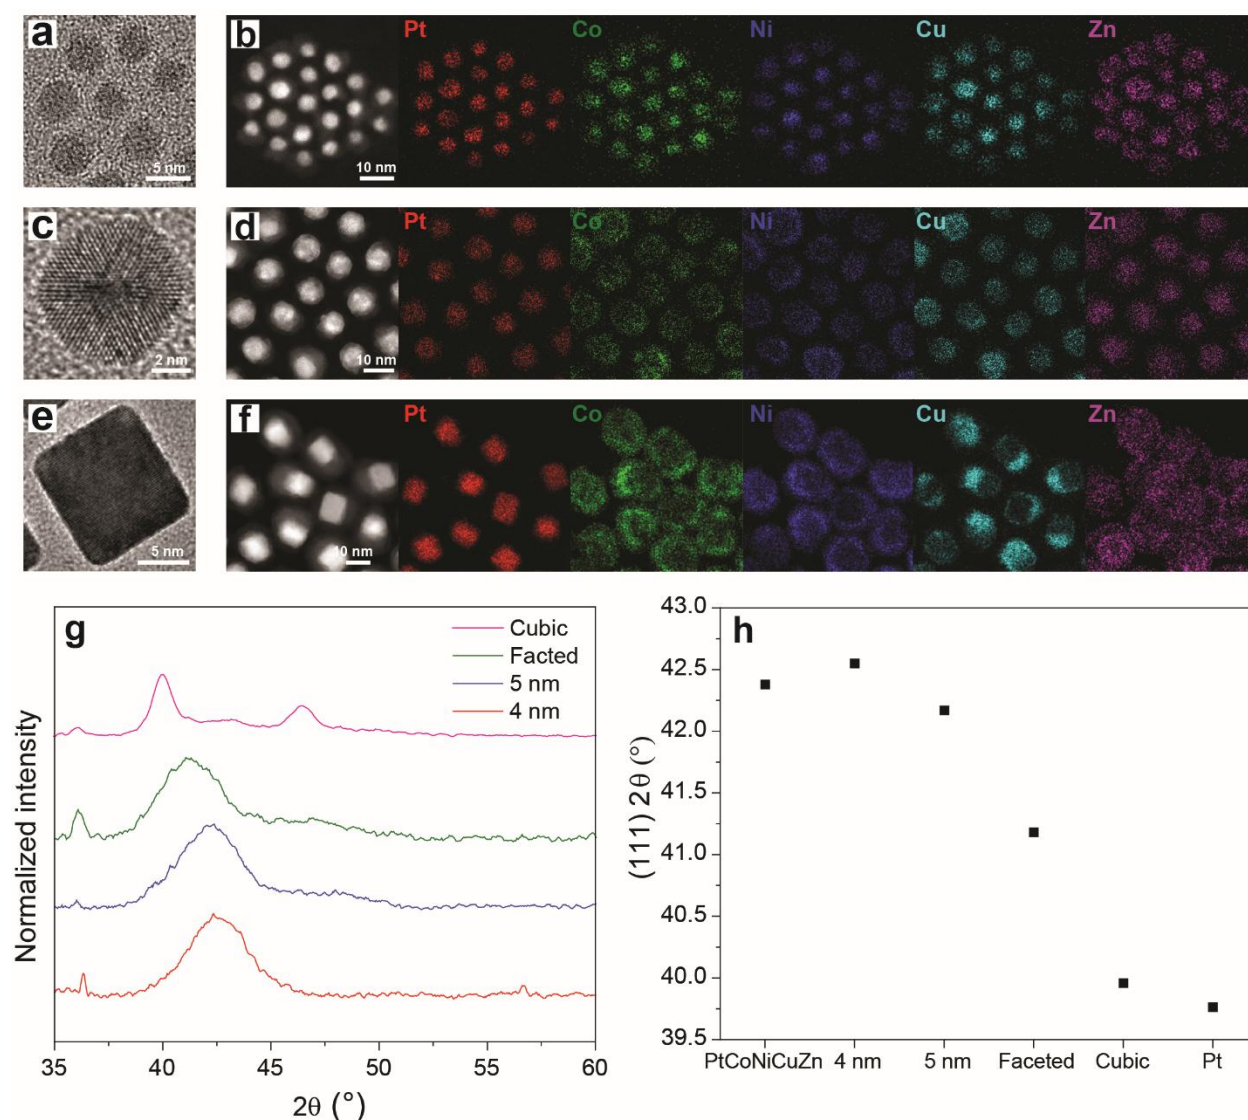 a
5 nm
b
10 nm
Pt
Co
Ni
Cu
Zn
c
2 nm
d
10 nm
Pt
Co
Ni
Cu
Zn
e
5 nm
f
10 nm
Pt
Co
Ni
Cu
Zn
g
Cubic
Facted
5 nm
4 nm
Normalized intensity
35 40 45 50 55 60
2θ (°)
h
43.0
42.5
42.0
41.5
41.0
40.5
40.0
39.5
(111) 2θ (°)
PtCoNiCuZn 4 nm 5 nm Faceted Cubic Pt